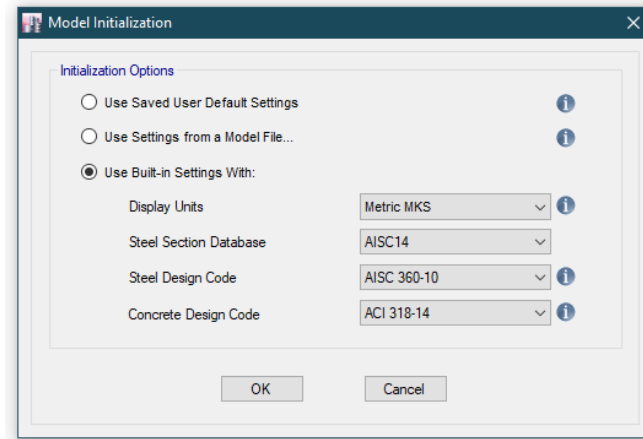 Model Initialization
Initialization Options
Use Saved User Default Settings
Use Settings from a Model File...
Use Built-in Settings With:
Display Units Metric MKS
Steel Section Database AISC14
Steel Design Code AISC 360-10
Concrete Design Code ACI 318-14
OK Cancel